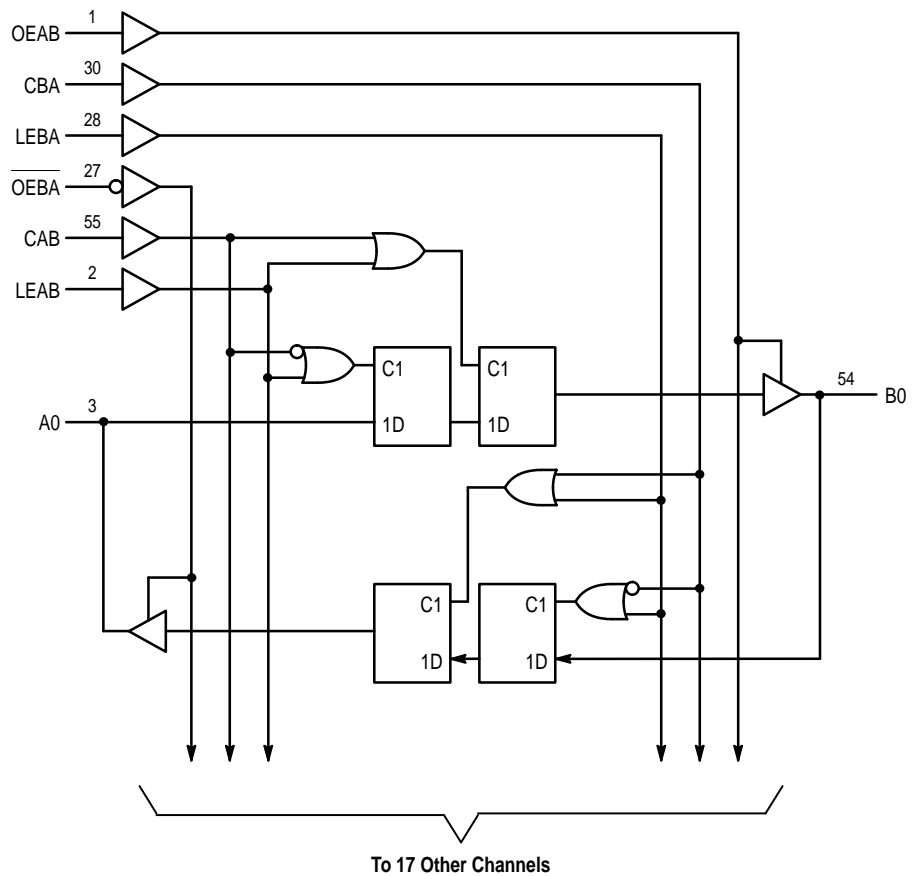 OEAB 1
CBA 30
LEBA 28
OEBA 27
CAB 55
LEAB 2
C1 C1
A0 3 1D 1D 54 B0
C1 C1
1D 1D
To 17 Other Channels